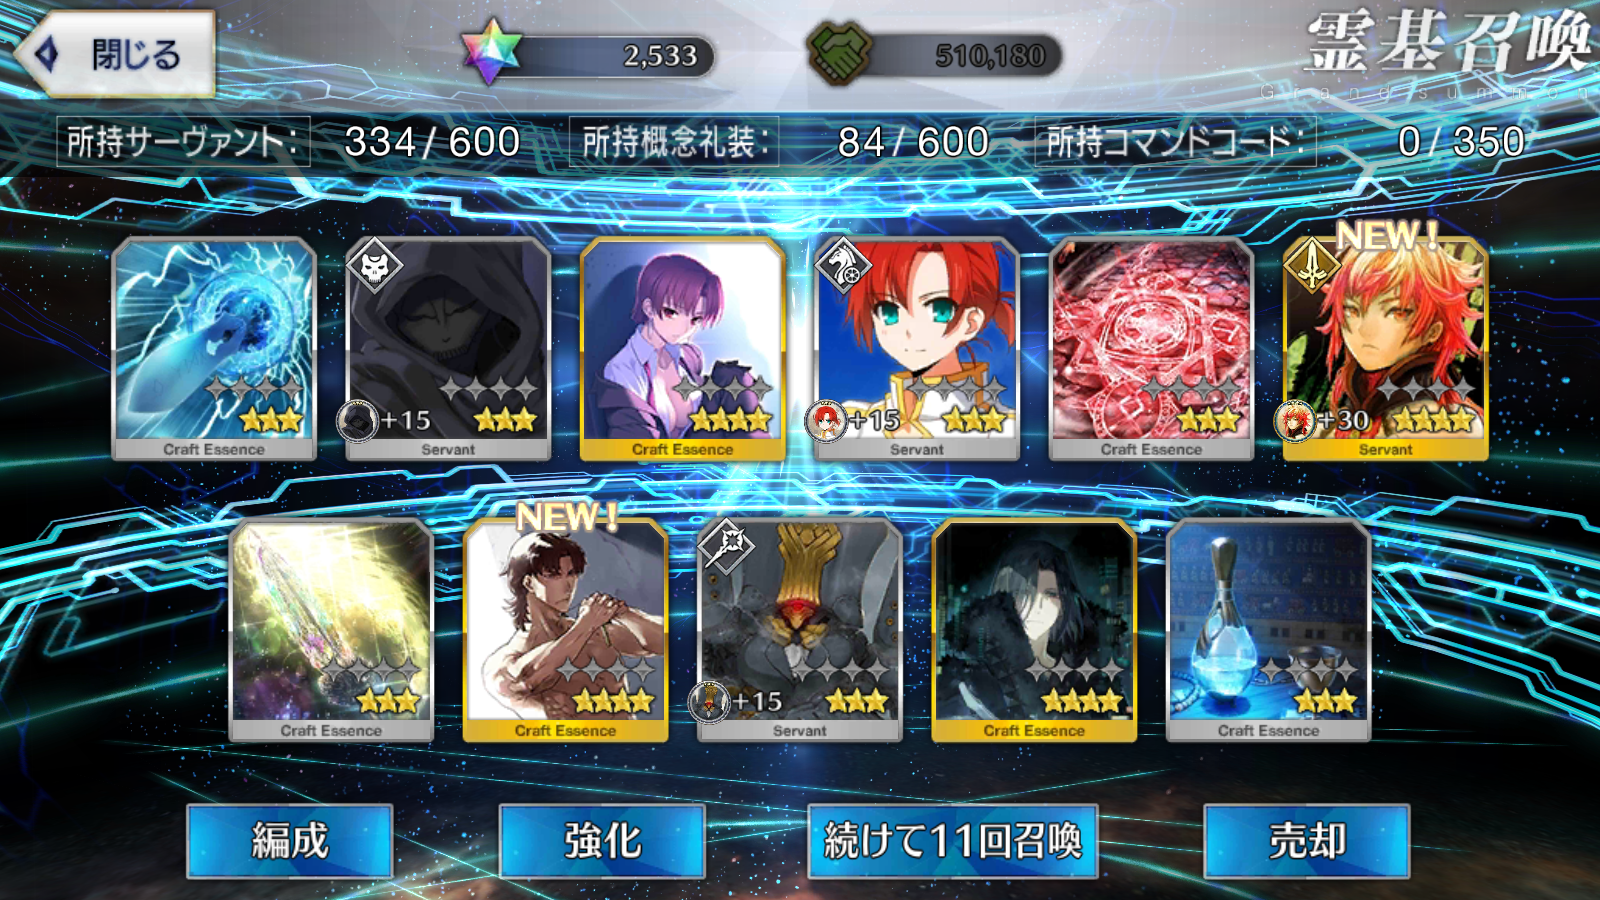 閉じる
2,533
510,180
霊基召喚
Grand summon
所持サーヴァント:
334/600
所持概念礼装:
84/600
所持コマンドコード:
0/350
NEW!
+15
+15
+30
Craft Essence
Servant
Craft Essence
Servant
Craft Essence
Servant
NEW!
+15
Craft Essence
Craft Essence
Servant
Craft Essence
Craft Essence
編成
強化
続けて11回召喚
売却